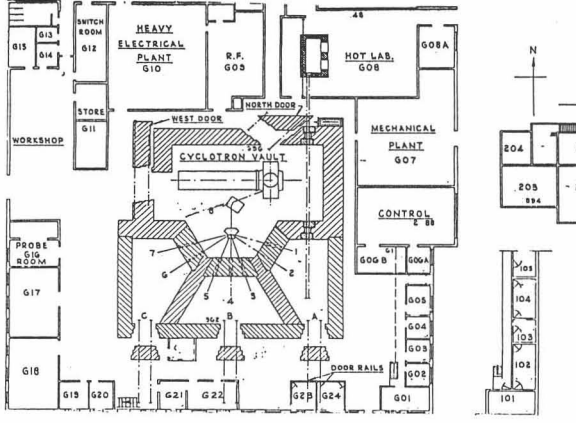 SWITCH
ROOM
G12
G15
G13
G14
HEAVY
ELECTRICAL
PLANT
G10
R.F.
G09
HOT LAB.
G08
G08A
N
STORE
G11
WORKSHOP
WEST DOOR
NORTH DOOR
CYCLOTRON VAULT
MECHANICAL
PLANT
G07
204
203
CONTROL
PROBE
G16
ROOM
G17
G18
8
7
6
5
4
3
2
1
G06B
G06A
G05
G04
G03
G02
G01
C
B
A
DOOR RAILS
G19
G20
G21
G22
G23
G24
105
104
103
102
101